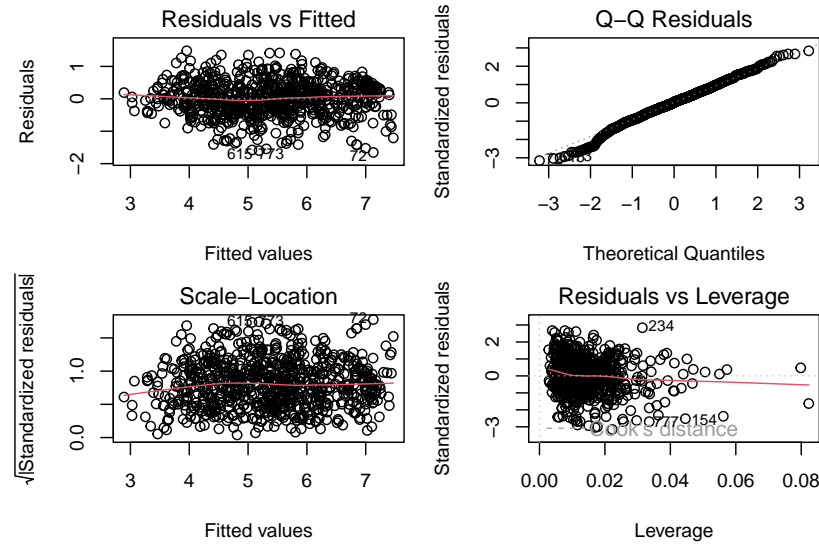 Residuals vs Fitted
Residuals
1
0
−2
615 773
72
3 4 5 6 7
Fitted values
Q−Q Residuals
Standardized residuals
2
0
−3
−3 −2 −1 0 1 2 3
Theoretical Quantiles
Scale−Location
√|Standardized residuals|
1.0
0.0
615 773
72
3 4 5 6 7
Fitted values
Residuals vs Leverage
Standardized residuals
2
0
−3
234
777 154
Cook's distance
0.00 0.02 0.04 0.06 0.08
Leverage